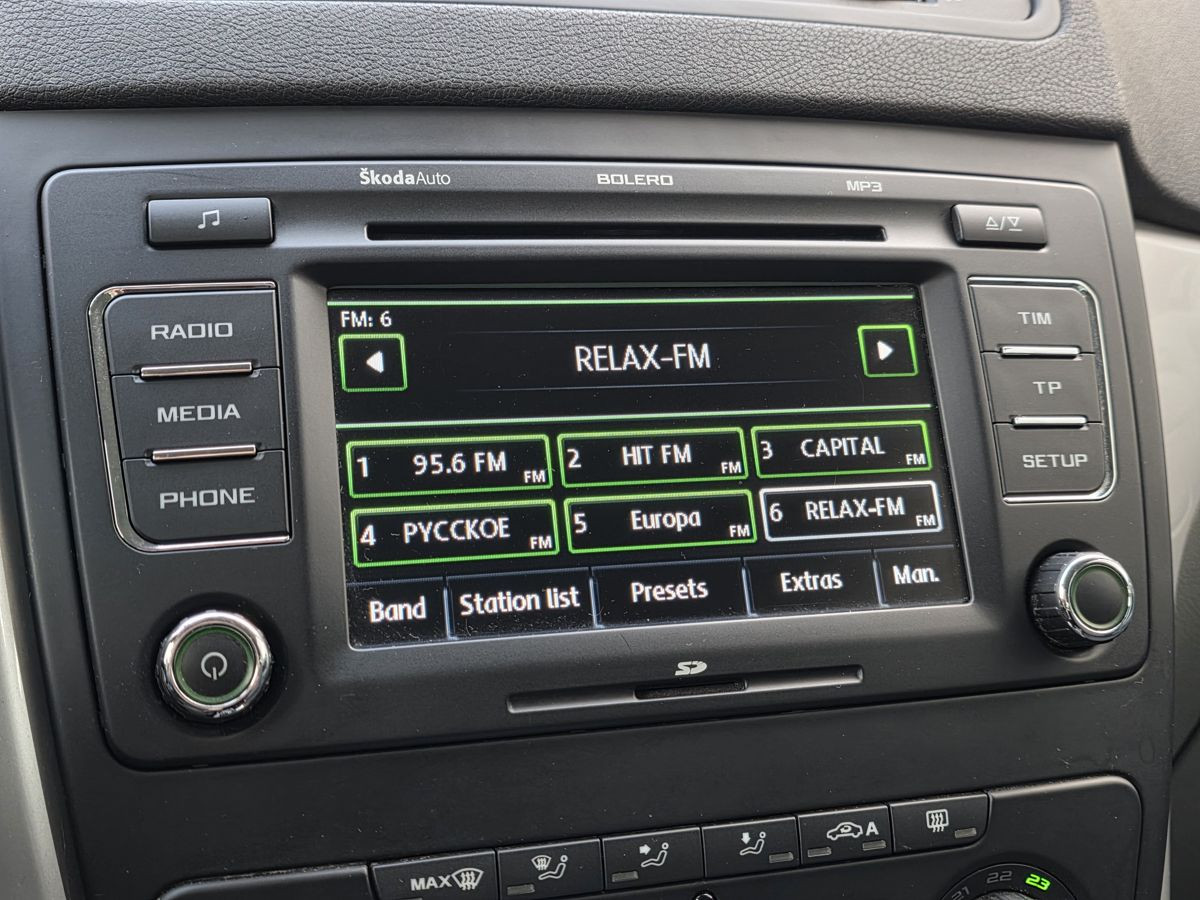 ŠkodaAuto BOLERO MP3
FM: 6
RADIO
TIM
RELAX-FM
MEDIA
TP
1 95.6 FM FM
2 HIT FM FM
3 CAPITAL FM
PHONE
SETUP
4 РУССКОЕ FM
5 Europa FM
6 RELAX-FM FM
Band Station list Presets Extras Man.
SD
MAX
A
21 22 23